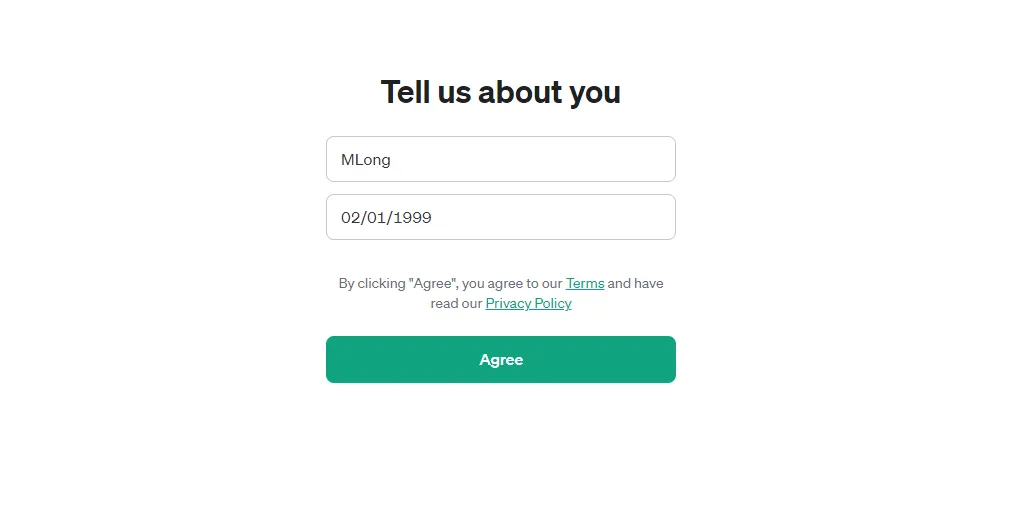 Tell us about you
MLong
02/01/1999
By clicking "Agree", you agree to our Terms and have
read our Privacy Policy
Agree